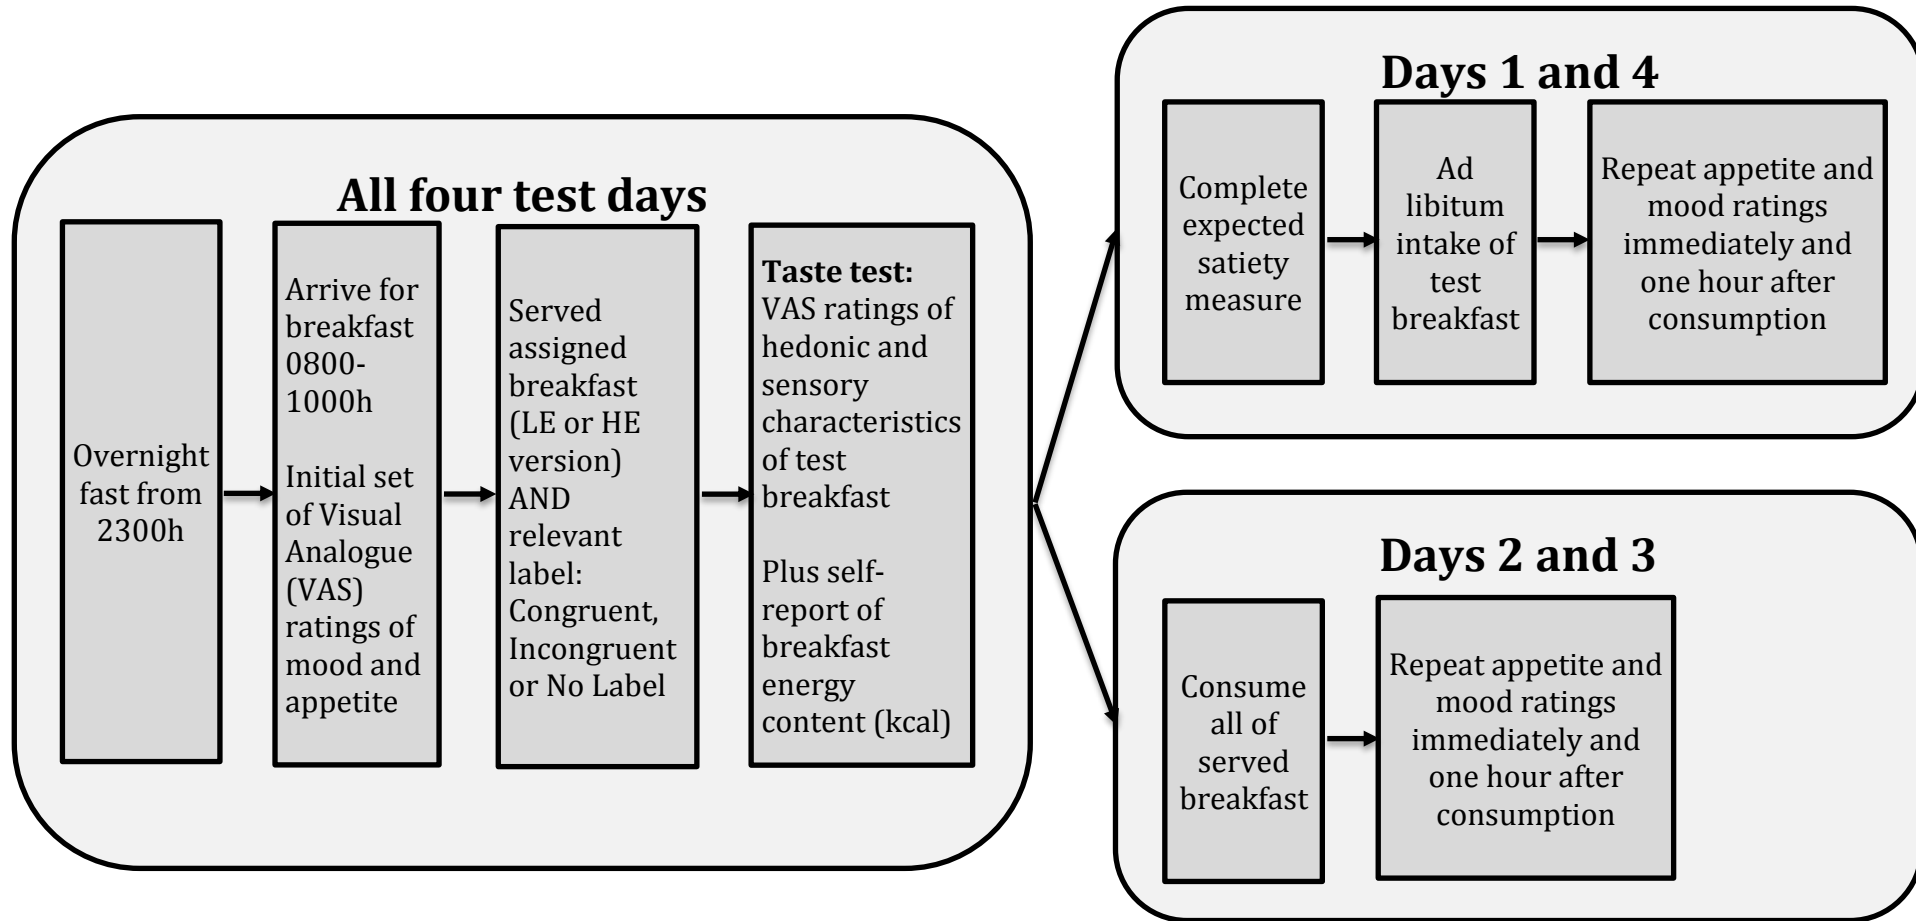 All four test days
Overnight
fast from
2300h
Arrive for
breakfast
0800-
1000h
Initial set
of Visual
Analogue
(VAS)
ratings of
mood and
appetite
Served
assigned
breakfast
(LE or HE
version)
AND
relevant
label:
Congruent,
Incongruent
or No Label
Taste test:
VAS ratings of
hedonic and
sensory
characteristics
of test
breakfast
Plus self-
report of
breakfast
energy
content (kcal)
Days 1 and 4
Complete
expected
satiety
measure
Ad
libitum
intake of
test
breakfast
Repeat appetite and
mood ratings
immediately and
one hour after
consumption
Days 2 and 3
Consume
all of
served
breakfast
Repeat appetite and
mood ratings
immediately and
one hour after
consumption